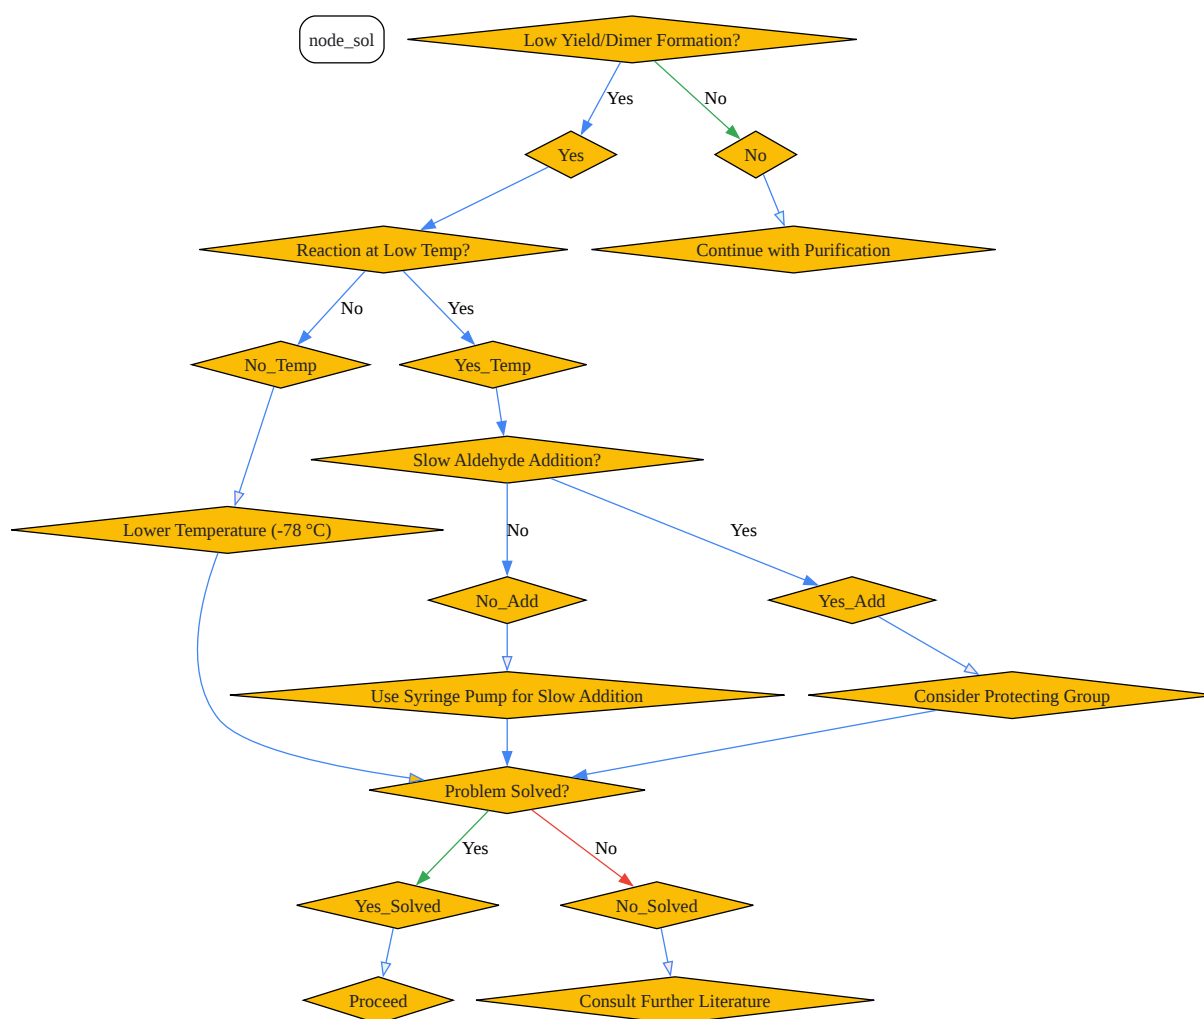 node_sol
Low Yield/Dimer Formation?
Yes
No
Yes
No
Reaction at Low Temp?
Continue with Purification
No
Yes
No_Temp
Yes_Temp
Slow Aldehyde Addition?
Lower Temperature (-78 °C)
No
Yes
No_Add
Yes_Add
Use Syringe Pump for Slow Addition
Consider Protecting Group
Problem Solved?
Yes
No
Yes_Solved
No_Solved
Proceed
Consult Further Literature